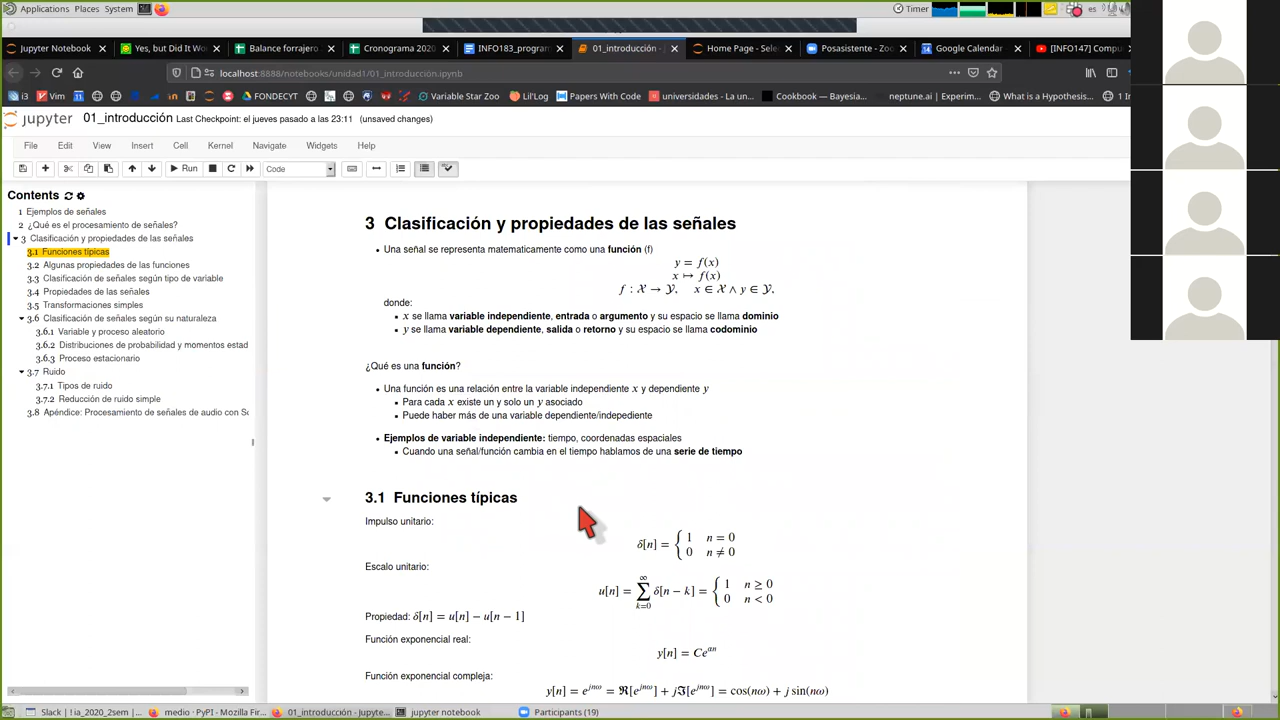 Applications Places System Timer es
Jupyter Notebook Yes, but Did It Wo Balance forrajero Cronograma 2020 INFO183_program 01_introducción - Home Page - Sele Posasistente - Zoo Google Calendar [INFO147] Compu
localhost:8888/notebooks/unidad1/01_introducción.ipynb
i3 Vim FONDECYT Variable Star Zoo Lil'Log Papers With Code universidades - La un... Cookbook — Bayesia... neptune.ai | Experim... What is a Hypothesis...
jupyter 01_introducción Last Checkpoint: el jueves pasado a las 23:11 (unsaved changes)
File Edit View Insert Cell Kernel Navigate Widgets Help
Run Code
Contents
1 Ejemplos de señales
2 ¿Qué es el procesamiento de señales?
3 Clasificación y propiedades de las señales
3.1 Funciones típicas
3.2 Algunas propiedades de las funciones
3.3 Clasificación de señales según tipo de variable
3.4 Propiedades de las señales
3.5 Transformaciones simples
3.6 Clasificación de señales según su naturaleza
3.6.1 Variable y proceso aleatorio
3.6.2 Distribuciones de probabilidad y momentos estad
3.6.3 Proceso estacionario
3.7 Ruido
3.7.1 Tipos de ruido
3.7.2 Reducción de ruido simple
3.8 Apéndice: Procesamiento de señales de audio con So
3 Clasificación y propiedades de las señales
• Una señal se representa matematicamente como una función (f)
y = f(x)
x ↦ f(x)
f : 𝒳 → 𝒴, x ∈ 𝒳 ∧ y ∈ 𝒴,
donde:
• x se llama variable independiente, entrada o argumento y su espacio se llama dominio
• y se llama variable dependiente, salida o retorno y su espacio se llama codominio
¿Qué es una función?
• Una función es una relación entre la variable independiente x y dependiente y
• Para cada x existe un y solo un y asociado
• Puede haber más de una variable dependiente/indepediente
• Ejemplos de variable independiente: tiempo, coordenadas espaciales
• Cuando una señal/función cambia en el tiempo hablamos de una serie de tiempo
3.1 Funciones típicas
Impulso unitario:
δ[n] = { 1 n = 0
0 n ≠ 0
Escalo unitario:
u[n] = ∑_{k=0}^{∞} δ[n − k] = { 1 n ≥ 0
0 n < 0
Propiedad: δ[n] = u[n] − u[n − 1]
Función exponencial real:
y[n] = Ce^{αn}
Función exponencial compleja:
y[n] = e^{jnω} = ℜ[e^{jnω}] + jℑ[e^{jnω}] = cos(nω) + j sin(nω)
Slack | ! ia_2020_2sem | medio · PyPI - Mozilla Fir... 01_introducción - Jupyte... jupyter notebook Participants (19)